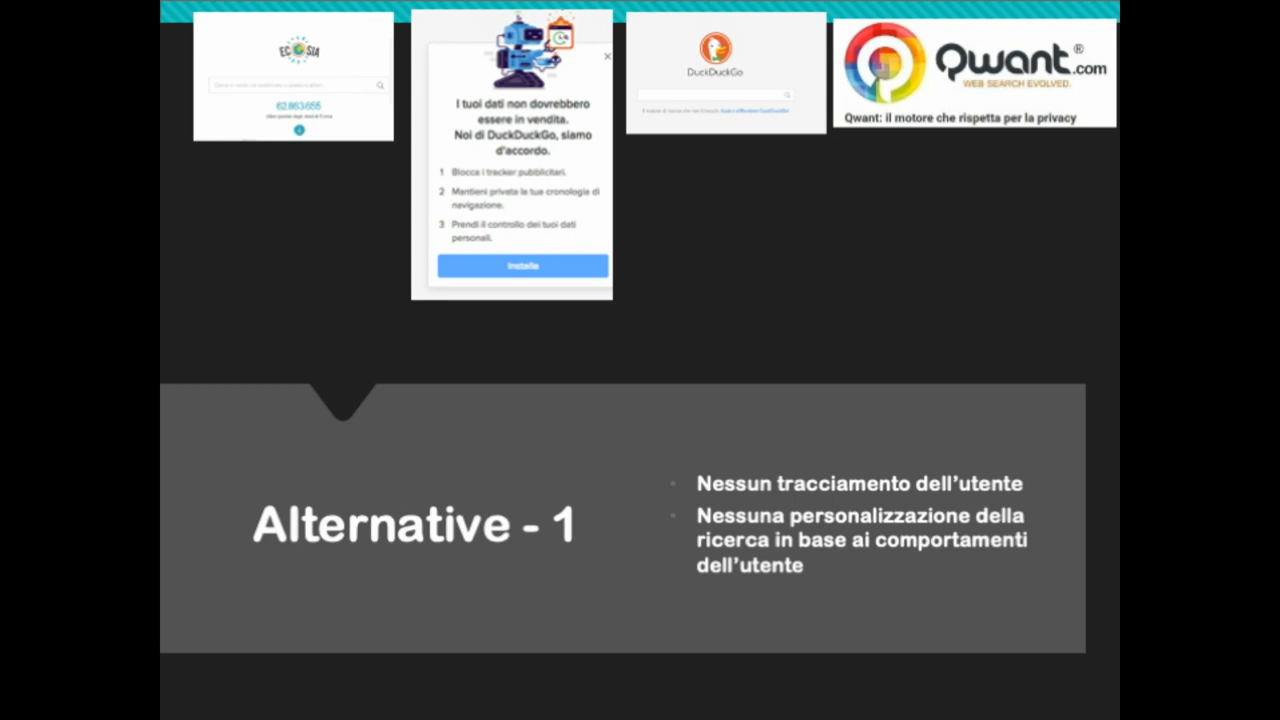 ECOSIA
62863655
I tuoi dati non dovrebbero
essere in vendita.
Noi di DuckDuckGo, siamo
d'accordo.
1 Blocca i tracker pubblicitari.
2 Mantieni private le tue cronologie di
navigazione.
3 Prendi il controllo dei tuoi dati
personali.
Installa
DuckDuckGo
Qwant®.com
WEB SEARCH EVOLVED.
Qwant: il motore che rispetta per la privacy
Alternative - 1
Nessun tracciamento dell'utente
Nessuna personalizzazione della
ricerca in base ai comportamenti
dell'utente